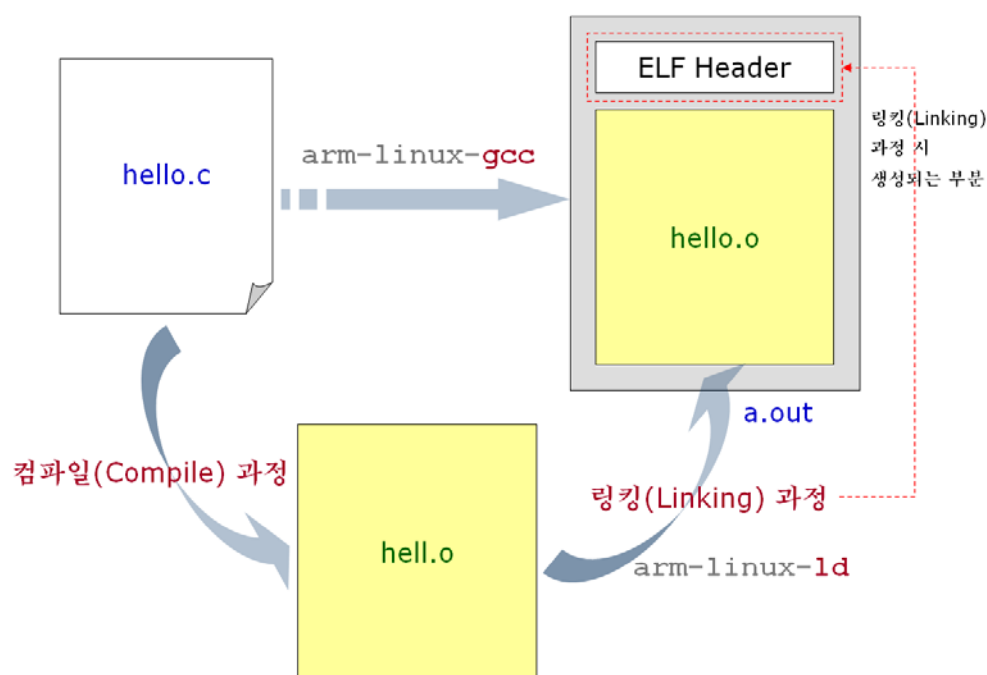 ELF Header
링킹(Linking)
과정 시
생성되는 부분
arm-linux-gcc
hello.c
hello.o
a.out
컴파일(Compile) 과정
링킹(Linking) 과정
hell.o
arm-linux-ld